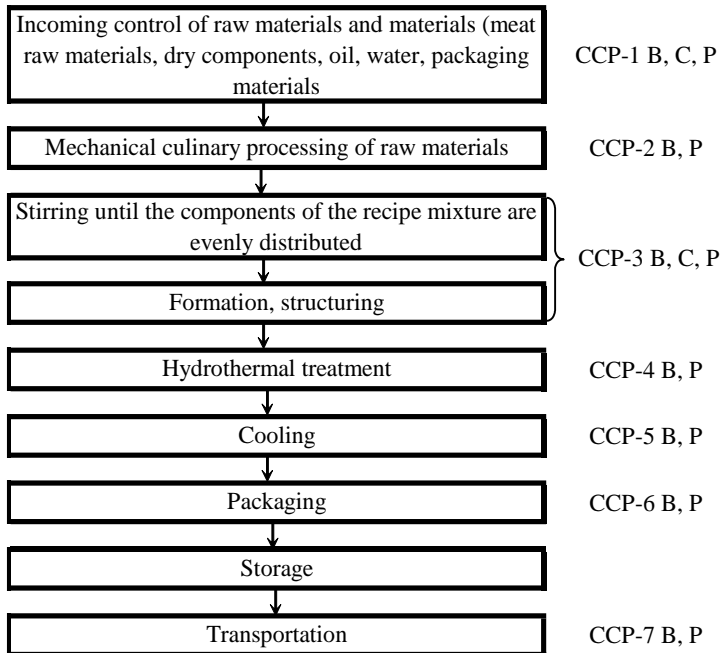 Incoming control of raw materials and materials (meat
raw materials, dry components, oil, water, packaging
materials
CCP-1 B, C, P
Mechanical culinary processing of raw materials
CCP-2 B, P
Stirring until the components of the recipe mixture are
evenly distributed
CCP-3 B, C, P
Formation, structuring
Hydrothermal treatment
CCP-4 B, P
Cooling
CCP-5 B, P
Packaging
CCP-6 B, P
Storage
Transportation
CCP-7 B, P